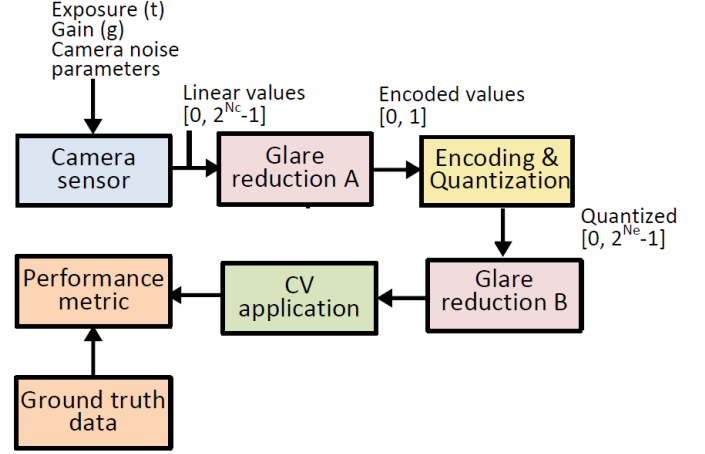 Exposure (t)
Gain (g)
Camera noise
parameters
Linear values
[0, 2^Nc-1]
Encoded values
[0, 1]
Camera
sensor
Glare
reduction A
Encoding &
Quantization
Quantized
[0, 2^Ne-1]
Performance
metric
CV
application
Glare
reduction B
Ground truth
data